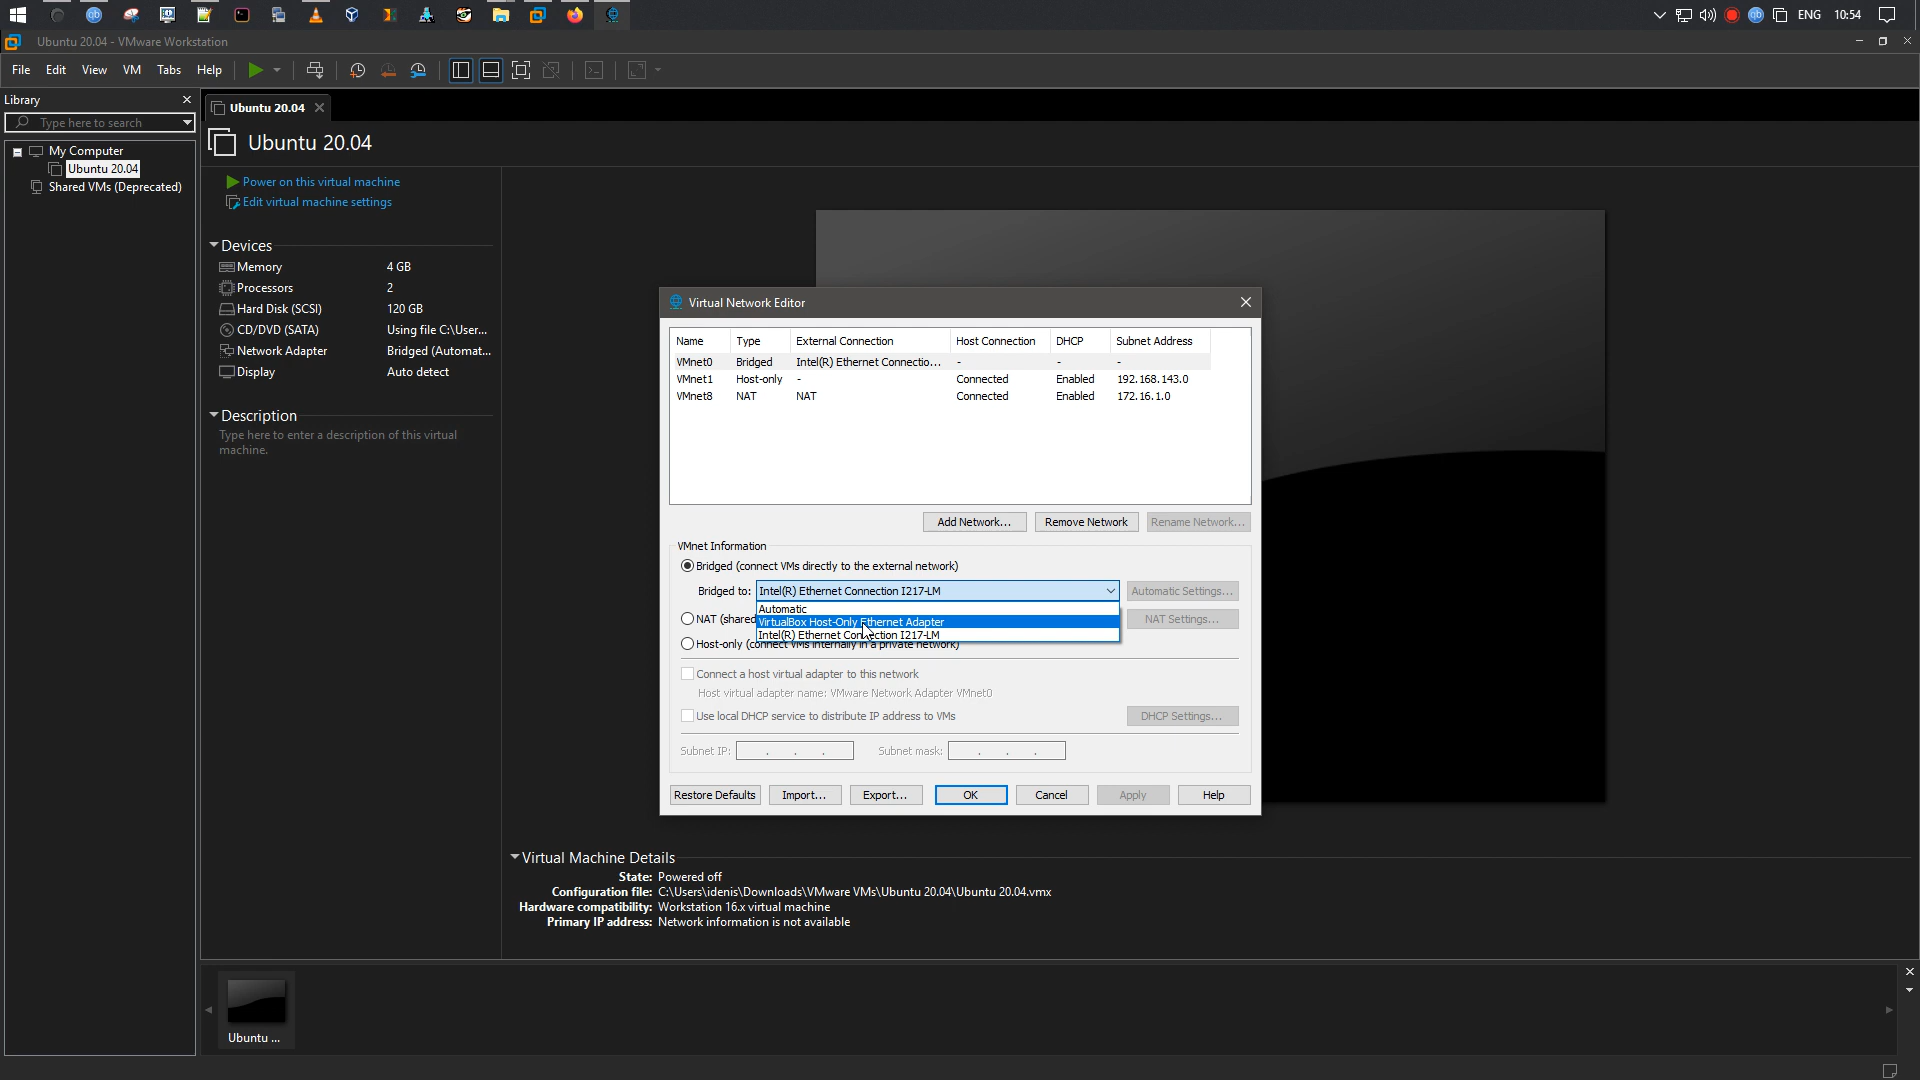 ENG 10:54
Ubuntu 20.04 - VMware Workstation
File Edit View VM Tabs Help
Library
Type here to search
My Computer
Ubuntu 20.04
Shared VMs (Deprecated)
Ubuntu 20.04
Ubuntu 20.04
Power on this virtual machine
Edit virtual machine settings
Devices
Memory 4 GB
Processors 2
Hard Disk (SCSI) 120 GB
CD/DVD (SATA) Using file C:\User...
Network Adapter Bridged (Automat...
Display Auto detect
Description
Type here to enter a description of this virtual
machine.
Virtual Network Editor
Name Type External Connection Host Connection DHCP Subnet Address
VMnet0 Bridged Intel(R) Ethernet Connectio... - - -
VMnet1 Host-only - Connected Enabled 192.168.143.0
VMnet8 NAT NAT Connected Enabled 172.16.1.0
Add Network... Remove Network Rename Network...
VMnet Information
Bridged (connect VMs directly to the external network)
Bridged to: Intel(R) Ethernet Connection I217-LM Automatic Settings...
Automatic
VirtualBox Host-Only Ethernet Adapter
Intel(R) Ethernet Connection I217-LM
NAT (shared NAT Settings...
Host-only (connect VMs internally in a private network)
Connect a host virtual adapter to this network
Host virtual adapter name: VMware Network Adapter VMnet0
Use local DHCP service to distribute IP address to VMs DHCP Settings...
Subnet IP: . . . Subnet mask: . . .
Restore Defaults Import... Export... OK Cancel Apply Help
Virtual Machine Details
State: Powered off
Configuration file: C:\Users\idenis\Downloads\VMware VMs\Ubuntu 20.04\Ubuntu 20.04.vmx
Hardware compatibility: Workstation 16.x virtual machine
Primary IP address: Network information is not available
Ubuntu ...